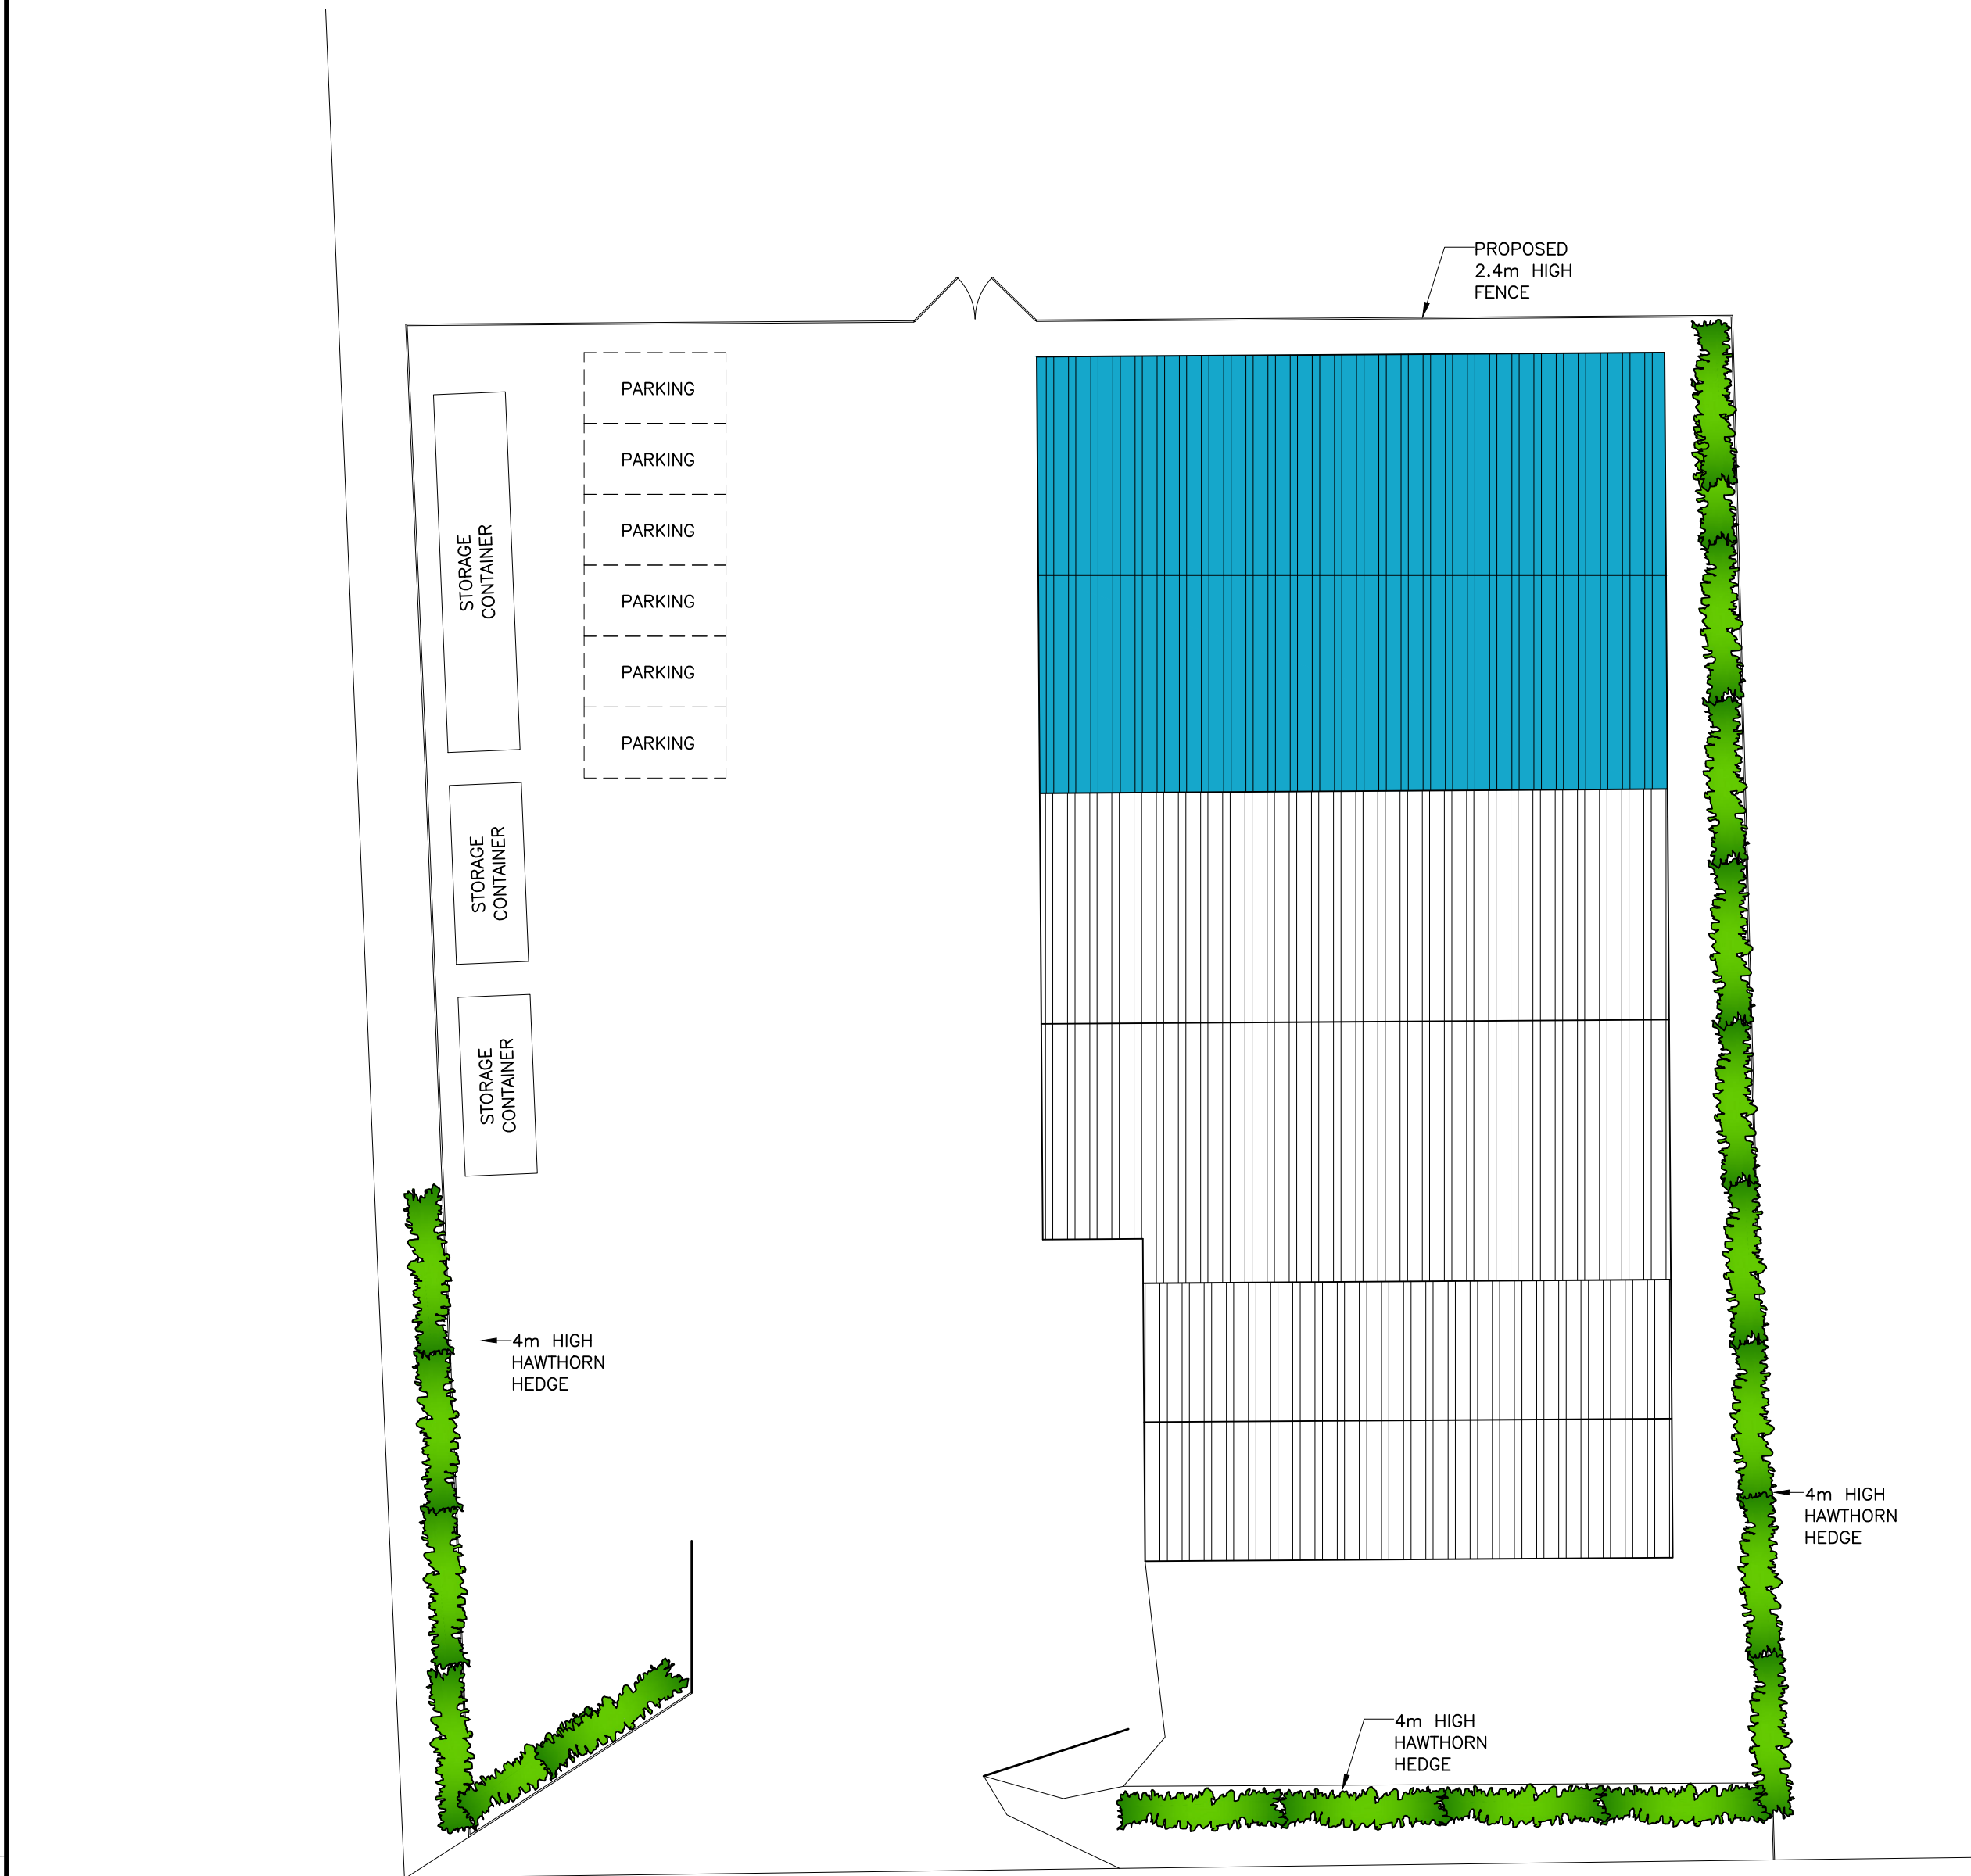 PROPOSED
2.4m HIGH
FENCE
PARKING
PARKING
PARKING
PARKING
PARKING
PARKING
STORAGE
CONTAINER
STORAGE
CONTAINER
STORAGE
CONTAINER
4m HIGH
HAWTHORN
HEDGE
4m HIGH
HAWTHORN
HEDGE
4m HIGH
HAWTHORN
HEDGE